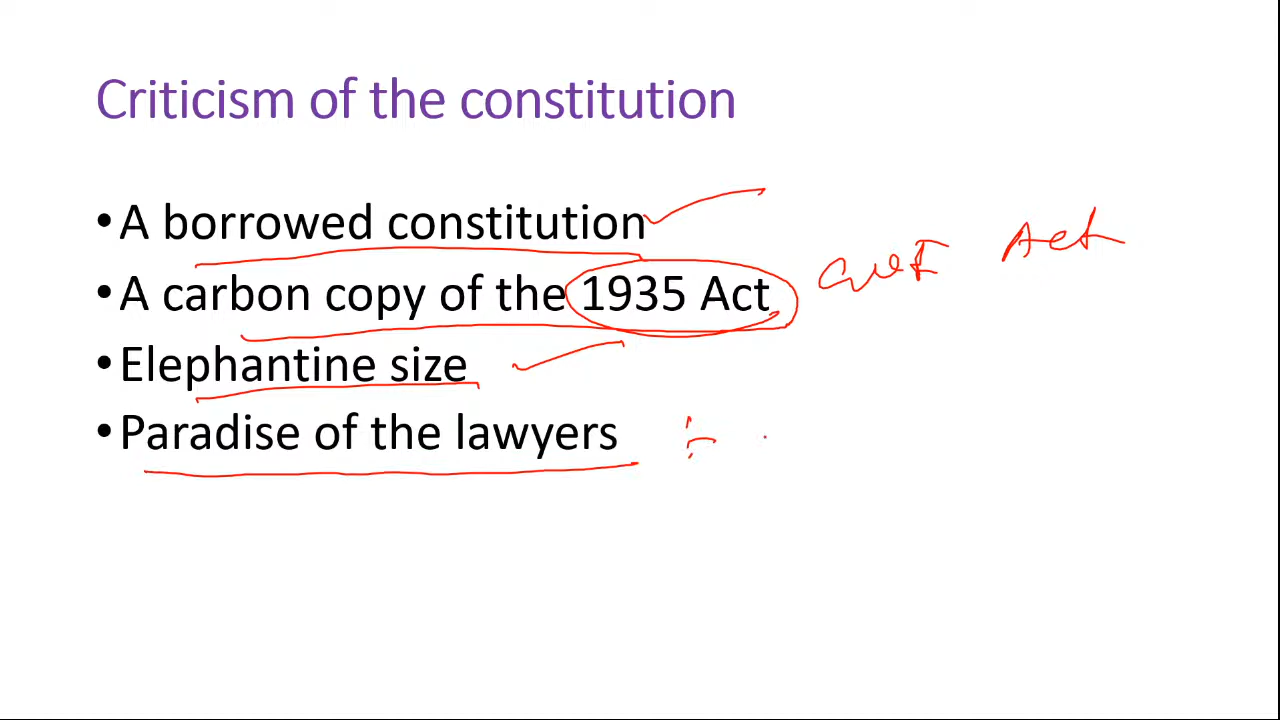 Criticism of the constitution
•A borrowed constitution
•A carbon copy of the 1935 Act Govt Act
•Elephantine size
•Paradise of the lawyers